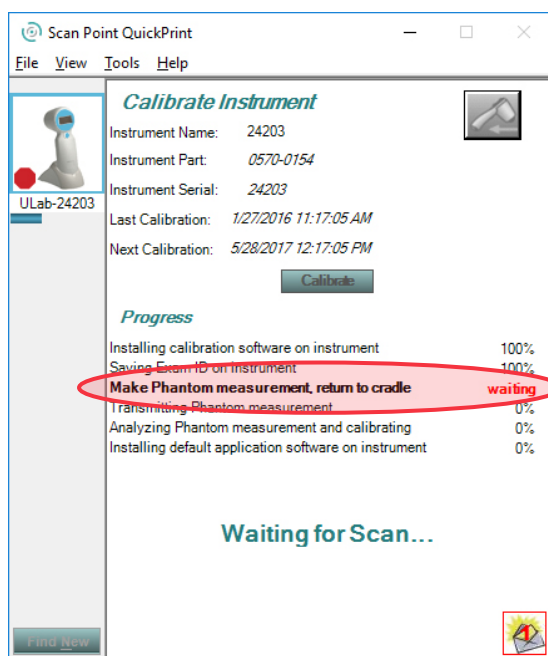 Scan Point QuickPrint
File View Tools Help
ULab-24203
Calibrate Instrument
Instrument Name: 24203
Instrument Part: 0570-0154
Instrument Serial: 24203
Last Calibration: 1/27/2016 11:17:05 AM
Next Calibration: 5/28/2017 12:17:05 PM
Calibrate
Progress
Installing calibration software on instrument 100%
Saving Exam ID on instrument 100%
Make Phantom measurement, return to cradle waiting
Transmitting Phantom measurement 0%
Analyzing Phantom measurement and calibrating 0%
Installing default application software on instrument 0%
Waiting for Scan...
Find New
1